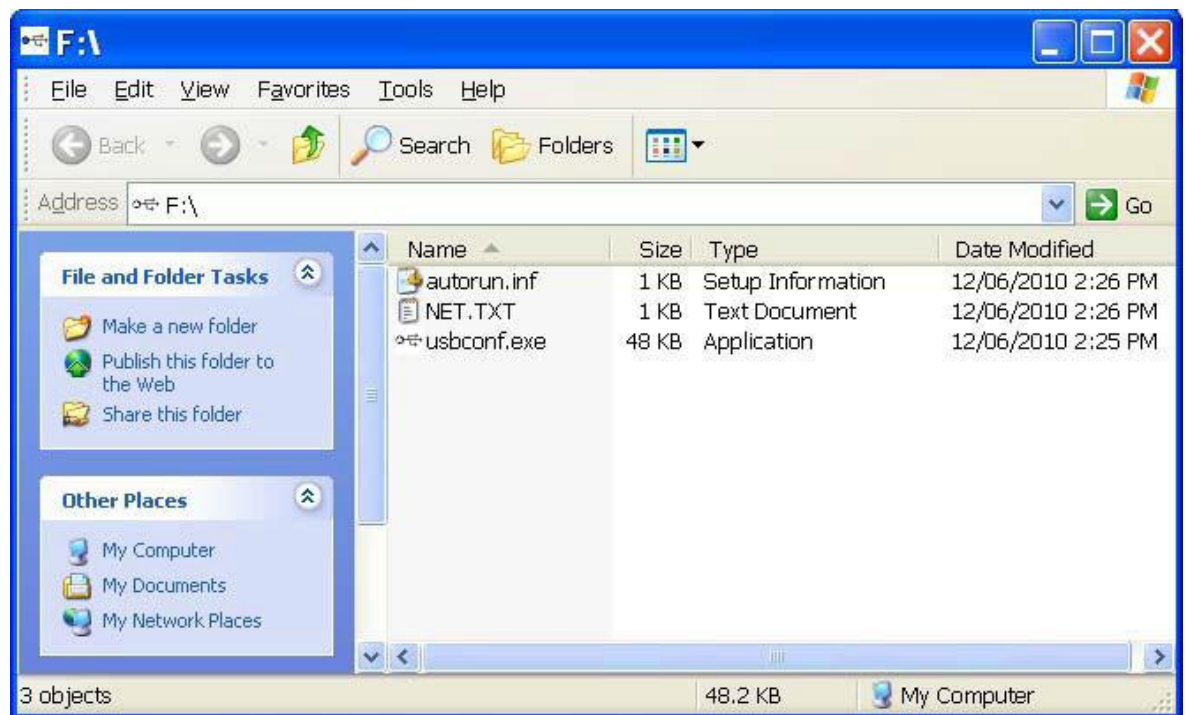 F:\
File Edit View Favorites Tools Help
Back Search Folders
Address F:\ Go
File and Folder Tasks
Make a new folder
Publish this folder to
the Web
Share this folder
Other Places
My Computer
My Documents
My Network Places
Name Size Type Date Modified
autorun.inf 1 KB Setup Information 12/06/2010 2:26 PM
NET.TXT 1 KB Text Document 12/06/2010 2:26 PM
usbconf.exe 48 KB Application 12/06/2010 2:25 PM
3 objects 48.2 KB My Computer